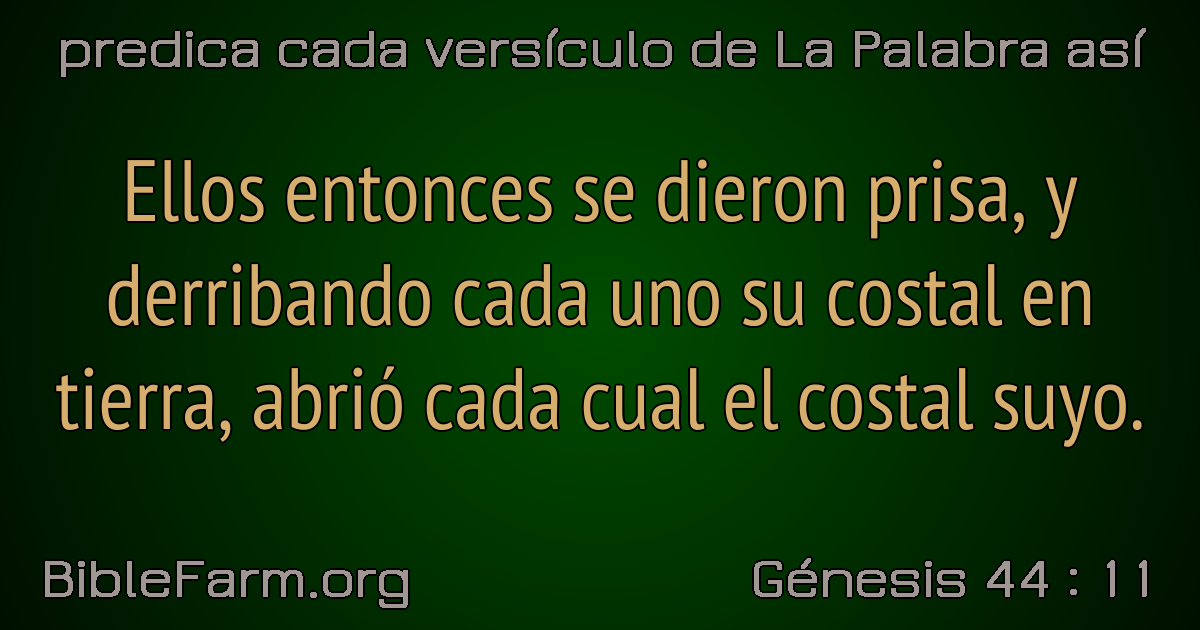 predica cada versículo de La Palabra así
Ellos entonces se dieron prisa, y
derribando cada uno su costal en
tierra, abrió cada cual el costal suyo.
BibleFarm.org
Génesis 44 : 11